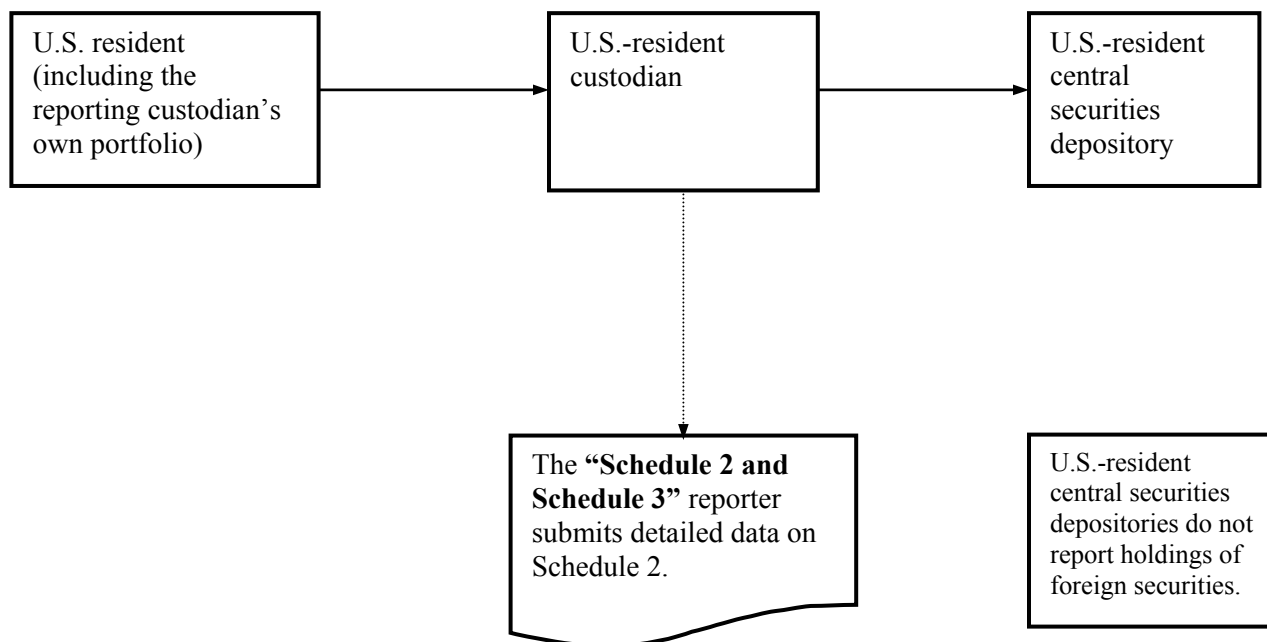 U.S. resident
(including the
reporting custodian’s
own portfolio)
U.S.-resident
custodian
U.S.-resident
central
securities
depository
The “Schedule 2 and
Schedule 3” reporter
submits detailed data on
Schedule 2.
U.S.-resident
central securities
depositories do not
report holdings of
foreign securities.